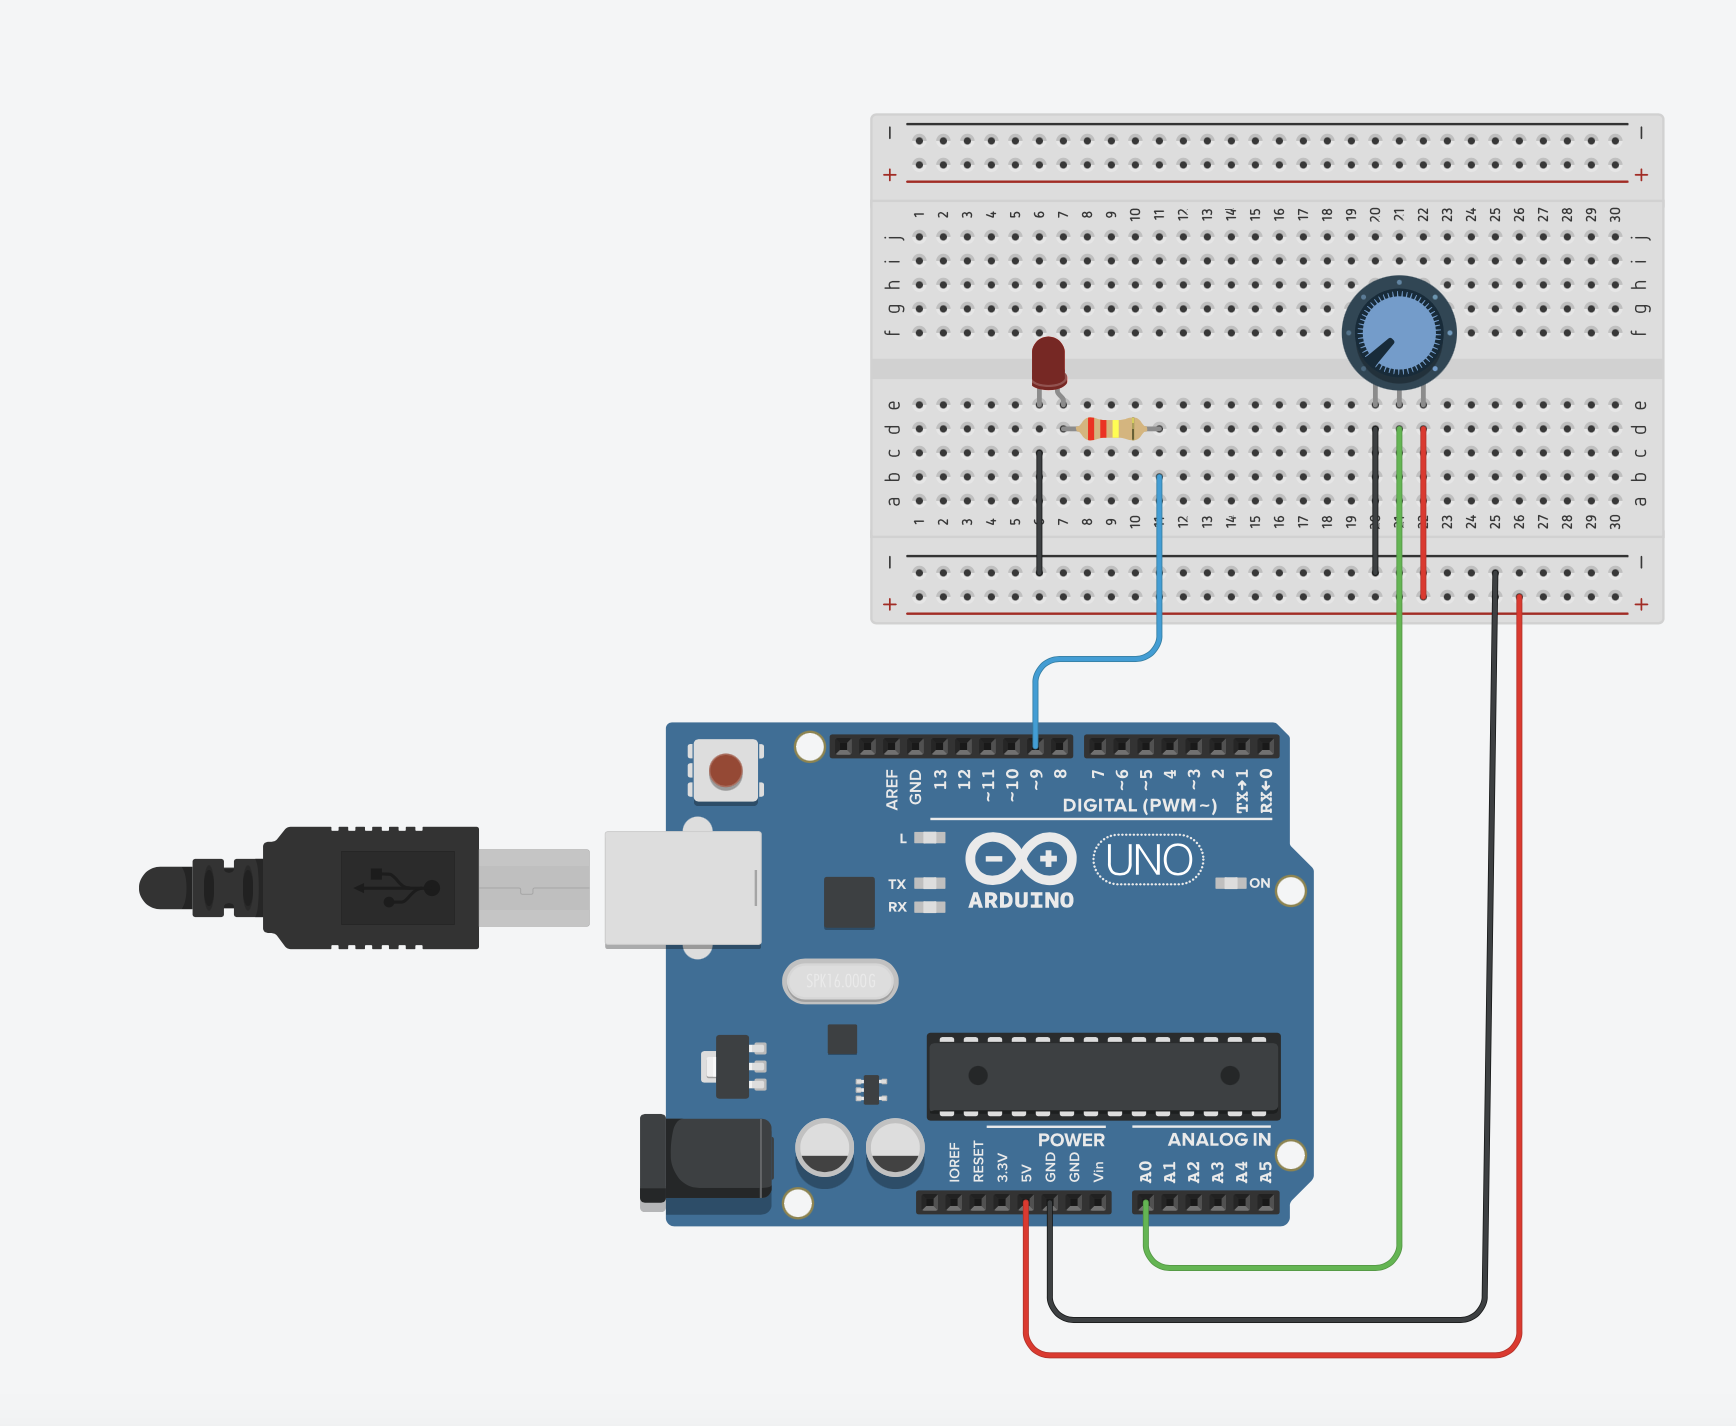 − −
+ +
1 2 3 4 5 6 7 8 9 10 11 12 13 14 15 16 17 18 19 20 21 22 23 24 25 26 27 28 29 30
j j
i i
h h
g g
f f
e e
d d
c c
b b
a a
1 2 3 4 5 6 7 8 9 10 11 12 13 14 15 16 17 18 19 20 21 22 23 24 25 26 27 28 29 30
− −
+ +
AREF GND 13 12 ~11 ~10 ~9 8 7 ~6 ~5 4 ~3 2 TX→1 RX←0
DIGITAL (PWM~)
L
UNO
TX ON
RX ARDUINO
SPK16.000G
POWER ANALOG IN
IOREF RESET 3.3V 5V GND GND Vin A0 A1 A2 A3 A4 A5